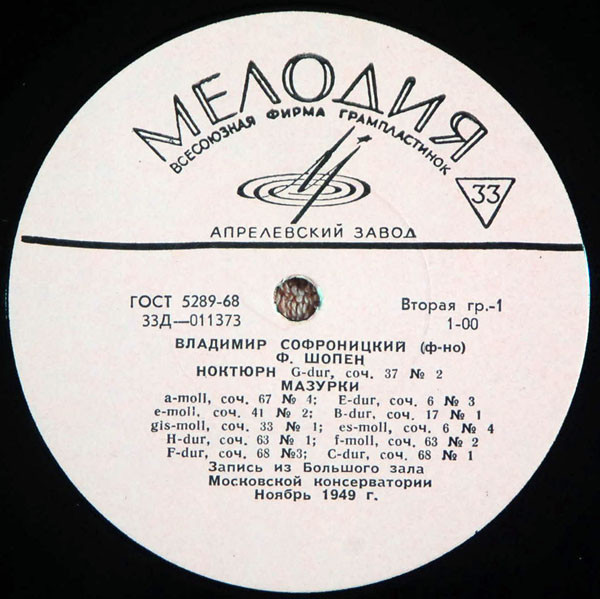 МЕЛОДИЯ
ВСЕСОЮЗНАЯ ФИРМА ГРАМПЛАСТИНОК
33
АПРЕЛЕВСКИЙ ЗАВОД
ГОСТ 5289-68 Вторая гр.-1
33Д—011373 1-00
ВЛАДИМИР СОФРОНИЦКИЙ (ф-но)
Ф. ШОПЕН
НОКТЮРН G-dur, соч. 37 № 2
МАЗУРКИ
a-moll, соч. 67 № 4; E-dur, соч. 6 № 3
e-moll, соч. 41 № 2; B-dur, соч. 17 № 1
gis-moll, соч. 33 № 1; es-moll, соч. 6 № 4
H-dur, соч. 63 № 1; f-moll, соч. 63 № 2
F-dur, соч. 68 №3; C-dur, соч. 68 № 1
Запись из Большого зала
Московской консерватории
Ноябрь 1949 г.